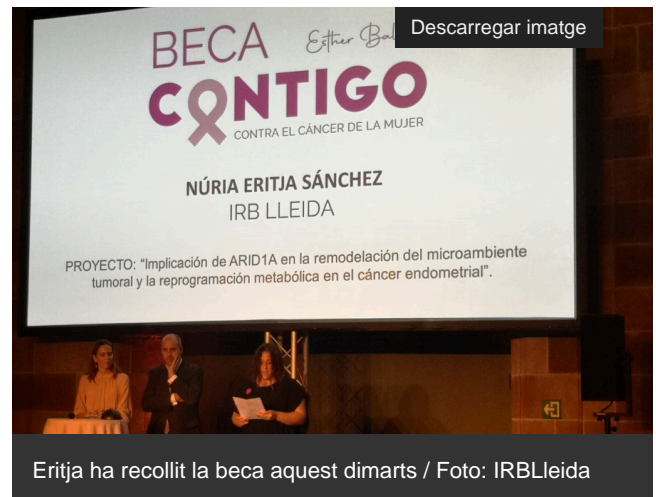 Descarregar imatge
BECA Esther
CONTIGO
CONTRA EL CÁNCER DE LA MUJER
NÚRIA ERITJA SÁNCHEZ
IRB LLEIDA
PROYECTO: "Implicación de ARID1A en la remodelación del microambiente
tumoral y la reprogramación metabólica en el cáncer endometrial".
Eritja ha recollit la beca aquest dimarts / Foto: IRBLleida